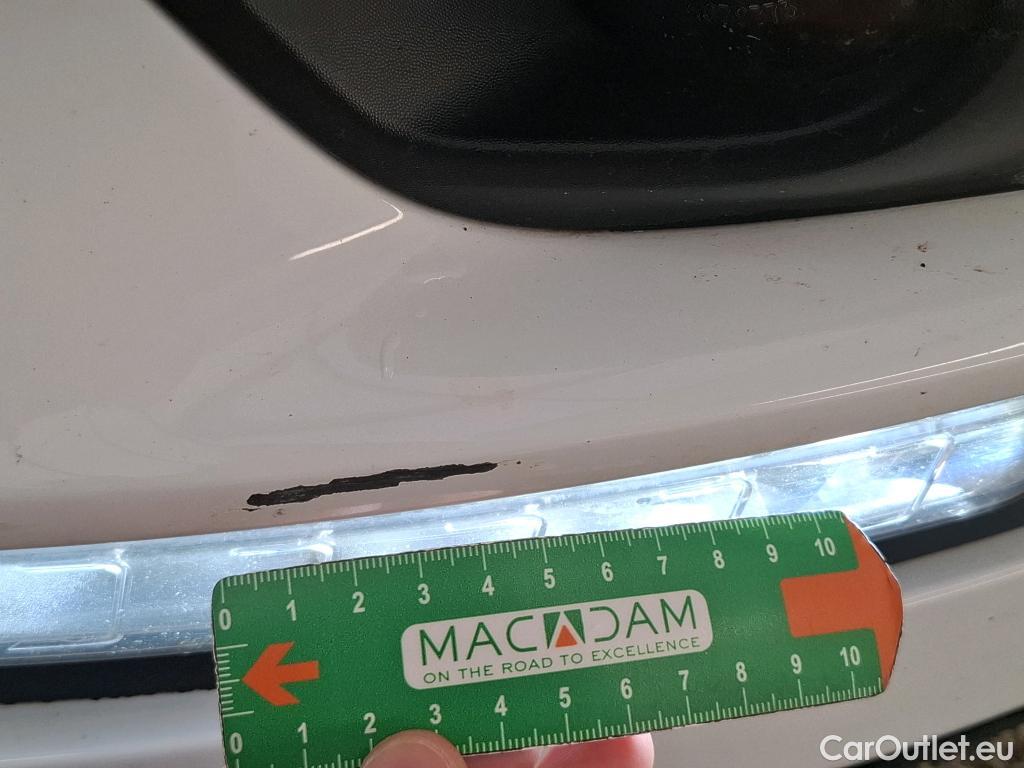 0 1 2 3 4 5 6 7 8 9 10
MACADAM
ON THE ROAD TO EXCELLENCE
0 1 2 3 4 5 6 7 8 9 10
CarOutlet.eu